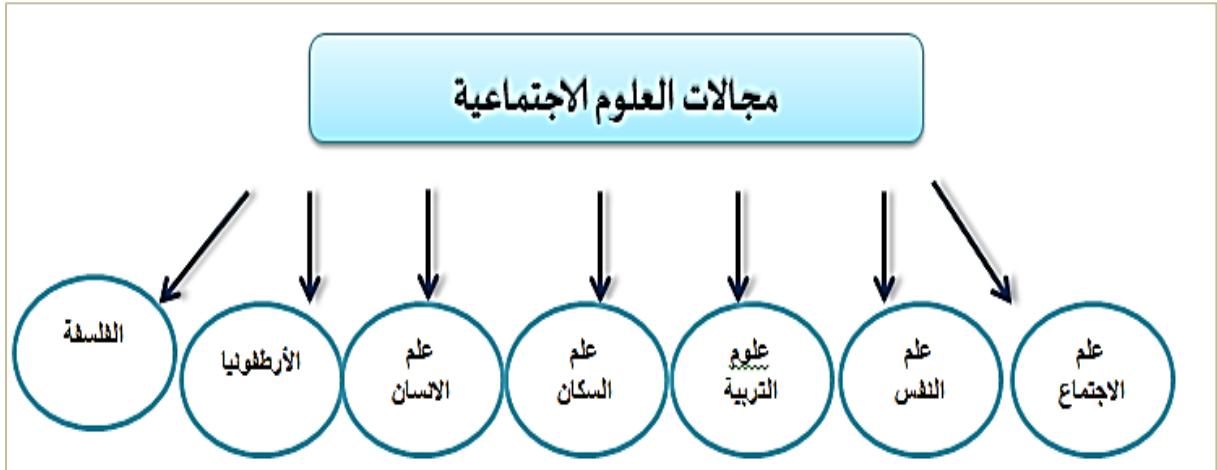 مجالات العلوم الاجتماعية
علم
الاجتماع
علم
النفس
علوم
التربية
علم
السكان
علم
الانسان
الأرطفونيا
الفلسفة